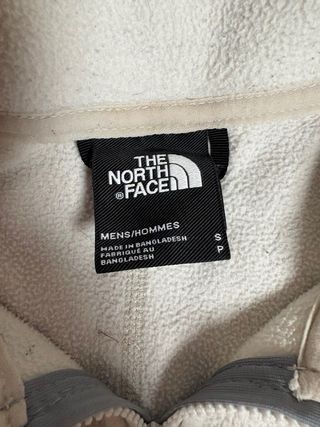 THE
NORTH
FACE
®
MENS/HOMMES
MADE IN BANGLADESH
FABRIQUÉ AU
BANGLADESH
S
P